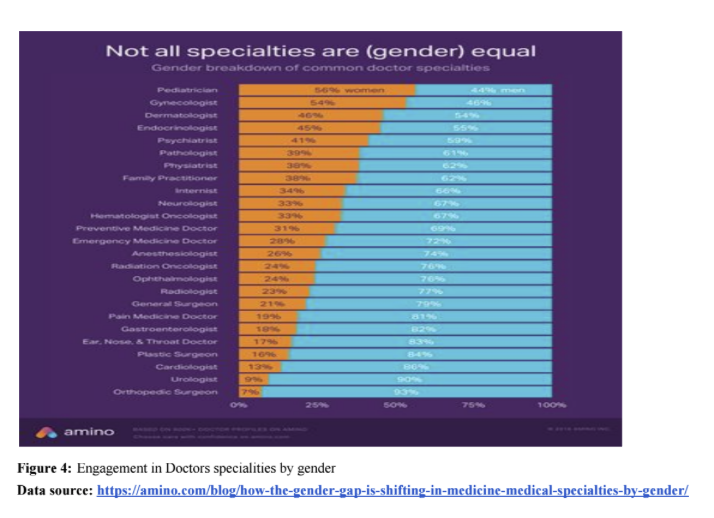 Not all specialties are (gender) equal
Gender breakdown of common doctor specialties
Pediatrician 56% women 44% men
Gynecologist 54% 46%
Dermatologist 46% 54%
Endocrinologist 45% 55%
Psychiatrist 41% 59%
Pathologist 39% 61%
Physiatrist 38% 62%
Family Practitioner 38% 62%
Internist 34% 66%
Neurologist 33% 67%
Hematologist Oncologist 33% 67%
Preventive Medicine Doctor 31% 69%
Emergency Medicine Doctor 28% 72%
Anesthesiologist 26% 74%
Radiation Oncologist 24% 76%
Ophthalmologist 24% 76%
Radiologist 23% 77%
General Surgeon 21% 79%
Pain Medicine Doctor 19% 81%
Gastroenterologist 18% 82%
Ear, Nose, & Throat Doctor 17% 83%
Plastic Surgeon 16% 84%
Cardiologist
Urologist 9% 90%
Orthopedic Surgeon 7% 93%
0% 25% 50% 75% 100%
amino
Figure 4: Engagement in Doctors specialities by gender
Data source: https://amino.com/blog/how-the-gender-gap-is-shifting-in-medicine-medical-specialties-by-gender/